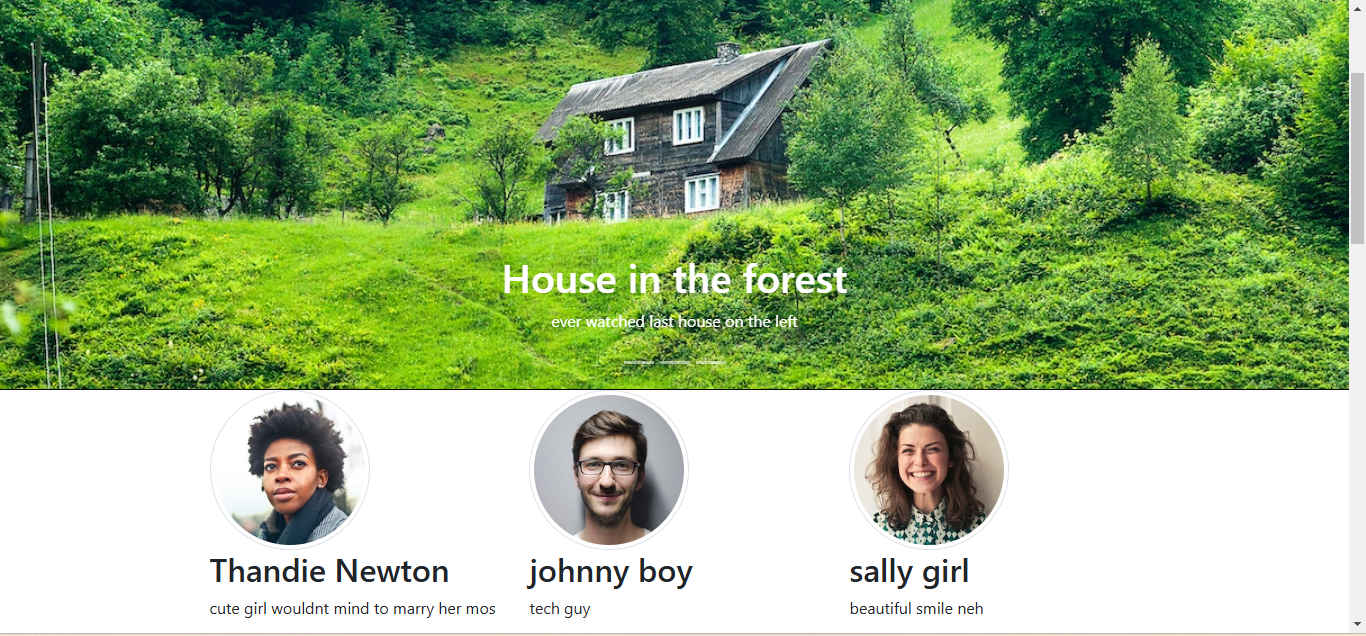 House in the forest
ever watched last house on the left
Thandie Newton
johnny boy
sally girl
cute girl wouldnt mind to marry her mos
tech guy
beautiful smile neh